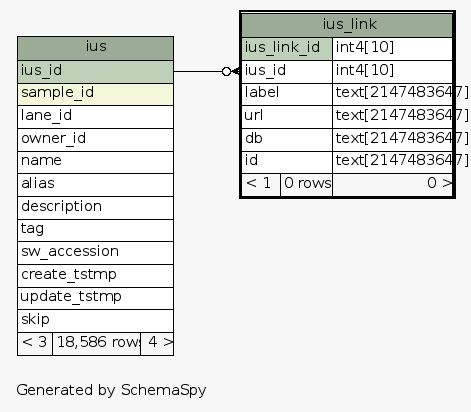 ius
ius_id
sample_id
lane_id
owner_id
name
alias
description
tag
sw_accession
create_tstmp
update_tstmp
skip
< 3 18,586 rows 4 >
ius_link
ius_link_id int4[10]
ius_id int4[10]
label text[2147483647]
url text[2147483647]
db text[2147483647]
id text[2147483647]
< 1 0 rows 0 >
Generated by SchemaSpy